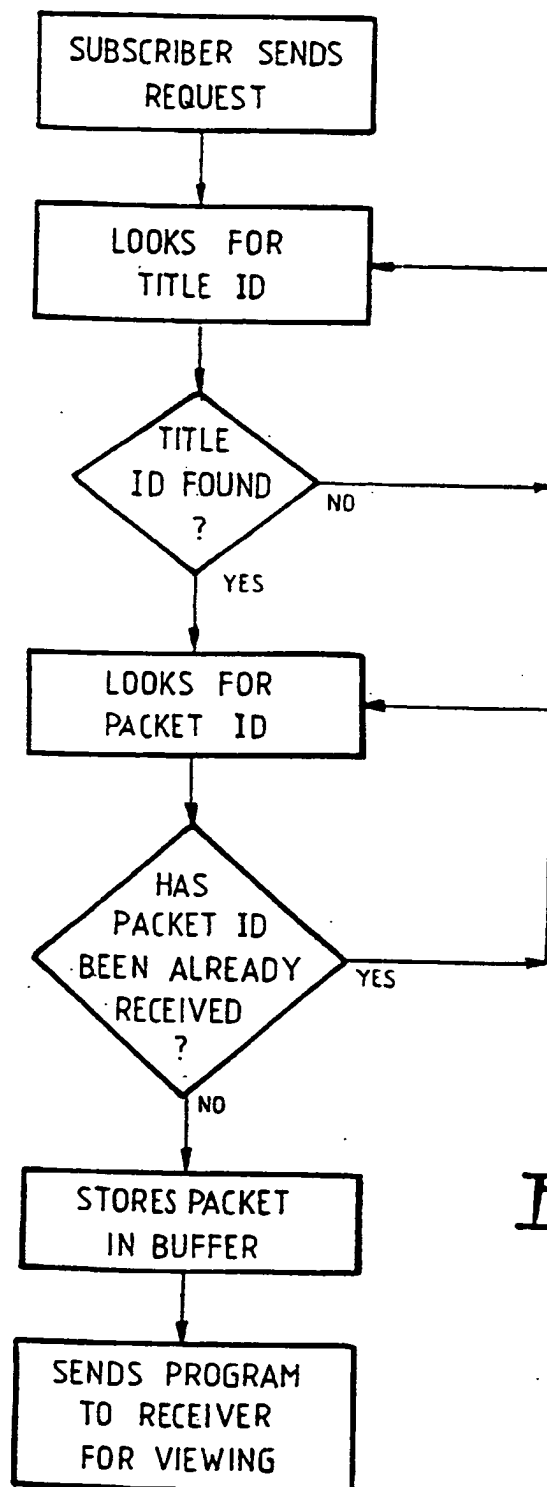 SUBSCRIBER SENDS
REQUEST
LOOKS FOR
TITLE ID
TITLE
ID FOUND
?
NO
YES
LOOKS FOR
PACKET ID
HAS
PACKET ID
BEEN ALREADY
RECEIVED
?
YES
NO
STORES PACKET
IN BUFFER
SENDS PROGRAM
TO RECEIVER
FOR VIEWING